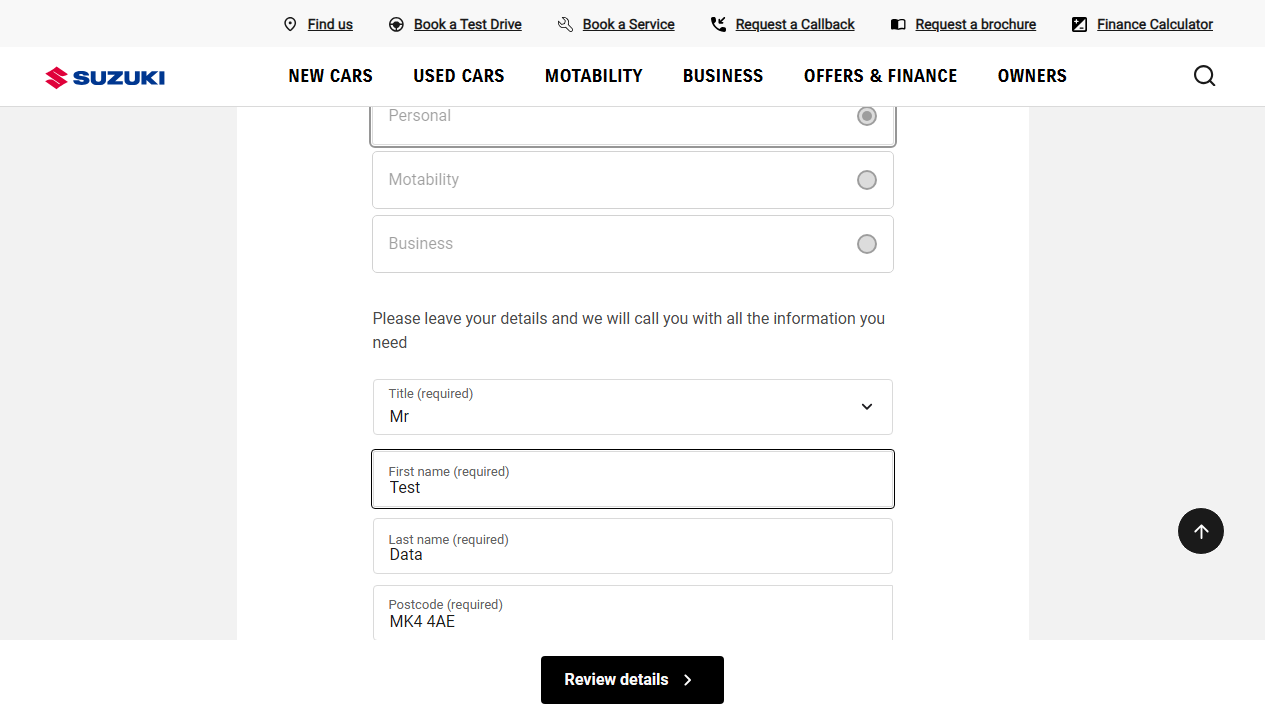 Find us Book a Test Drive Book a Service Request a Callback Request a brochure Finance Calculator
SUZUKI NEW CARS USED CARS MOTABILITY BUSINESS OFFERS & FINANCE OWNERS
Personal
Motability
Business
Please leave your details and we will call you with all the information you
need
Title (required)
Mr
First name (required)
Test
Last name (required)
Data
Postcode (required)
MK4 4AE
Review details